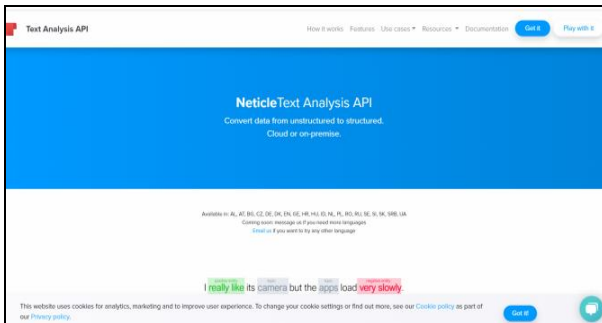 Text Analysis API
How it works Features Use cases Resources Documentation Get it Play with it
NeticleText Analysis API
Convert data from unstructured to structured.
Cloud or on-premise.
Available in: AL, AT, BG, CZ, DE, DK, EN, GE, HR, HU, ID, NL, PL, RO, RU, SE, SI, SK, SRB, UA
Coming soon: message us if you need more languages
Email us if you want to try any other language
I really like its camera but the apps load very slowly.
This website uses cookies for analytics, marketing and to improve user experience. To change your cookie settings or find out more, see our Cookie policy as part of
our Privacy policy.
Got it!